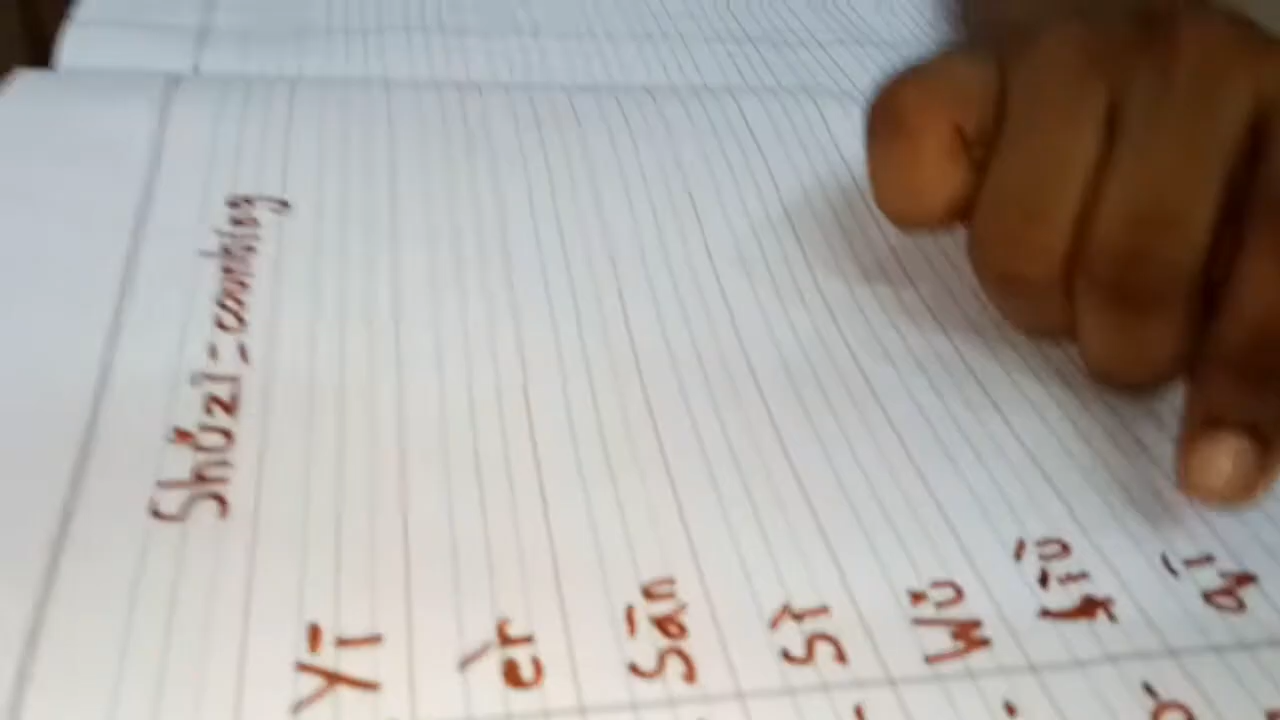 Shùzì = counting
Yī
èr
Sān
Sì
Wǔ
Liù
qī